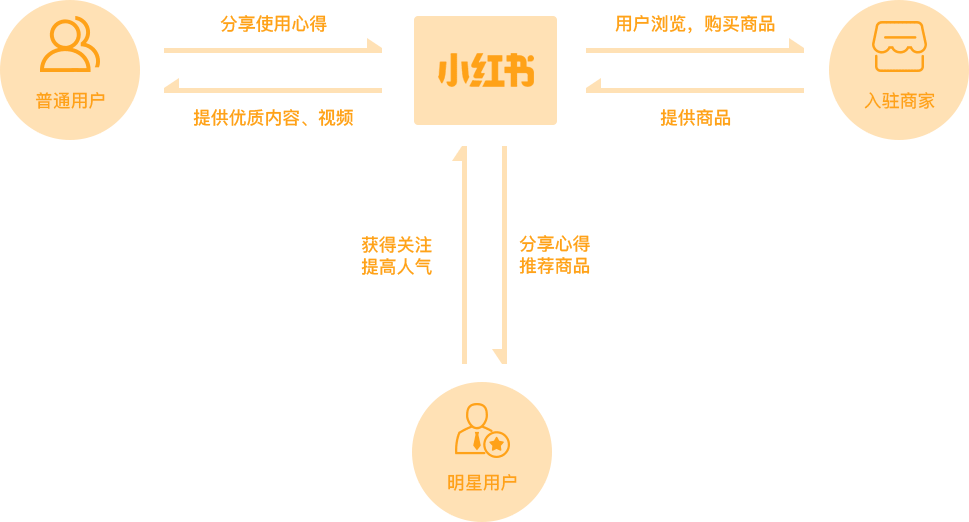 分享使用心得
用户浏览，购买商品
小红书
普通用户
入驻商家
提供优质内容、视频
提供商品
获得关注
提高人气
分享心得
推荐商品
明星用户